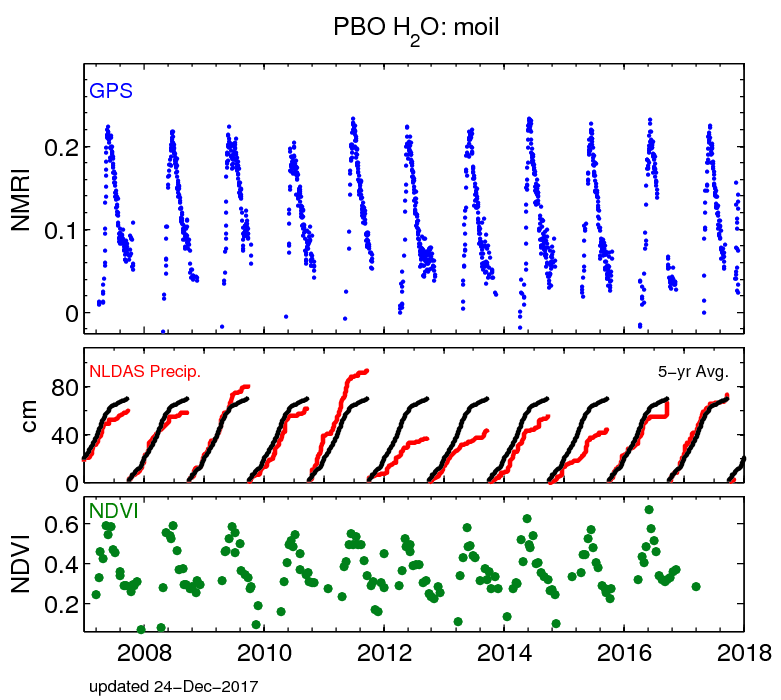 PBO H₂O: moil
GPS
NMRI
0.2
0.1
0
NLDAS Precip.
5−yr Avg.
cm
80
40
0
NDVI
NDVI
0.6
0.4
0.2
2008 2010 2012 2014 2016 2018
updated 24−Dec−2017